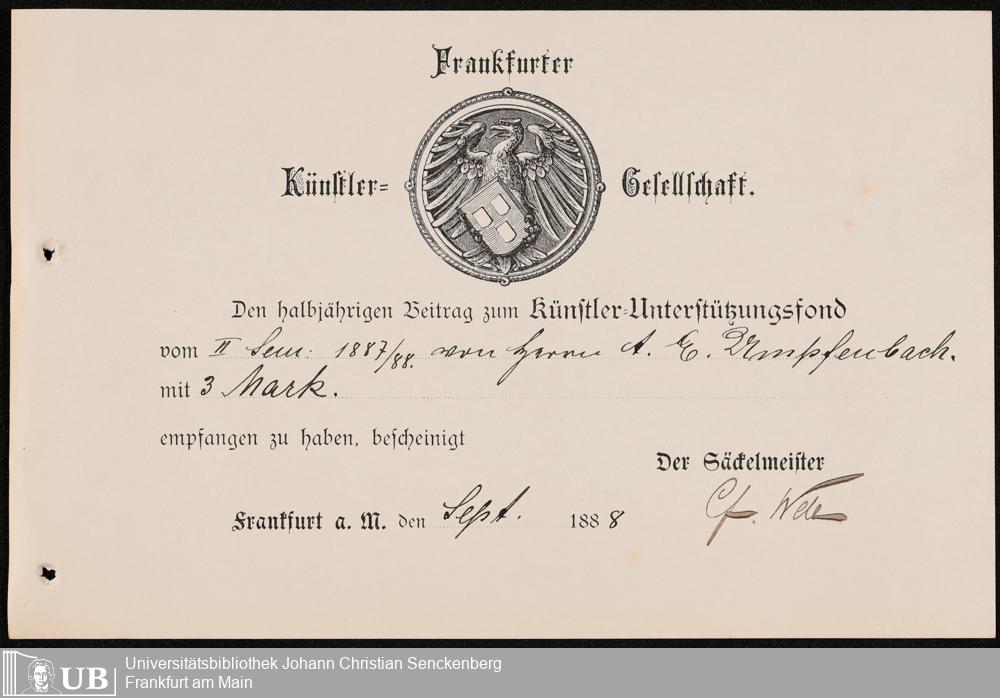 Frankfurter
Künstler= Gesellschaft.
Den halbjährigen Beitrag zum Künstler=Unterstützungsfond
vom II Sem: 1887/88. von Herrn A. E. Umpfenbach.
mit 3 Mark.
empfangen zu haben, bescheinigt
Der Säckelmeister
Frankfurt a. M. den Sept. 1888
UB
Universitätsbibliothek Johann Christian Senckenberg
Frankfurt am Main